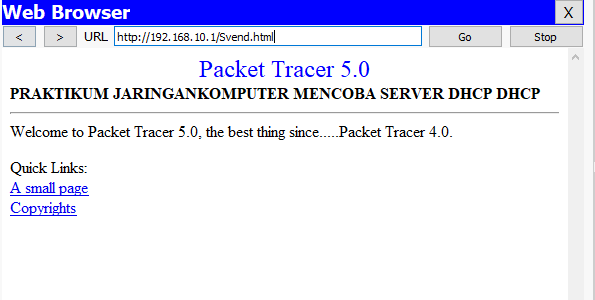 Web Browser X
< > URL http://192.168.10.1/Svend.html Go Stop
Packet Tracer 5.0
PRAKTIKUM JARINGANKOMPUTER MENCOBA SERVER DHCP DHCP
Welcome to Packet Tracer 5.0, the best thing since.....Packet Tracer 4.0.
Quick Links:
A small page
Copyrights